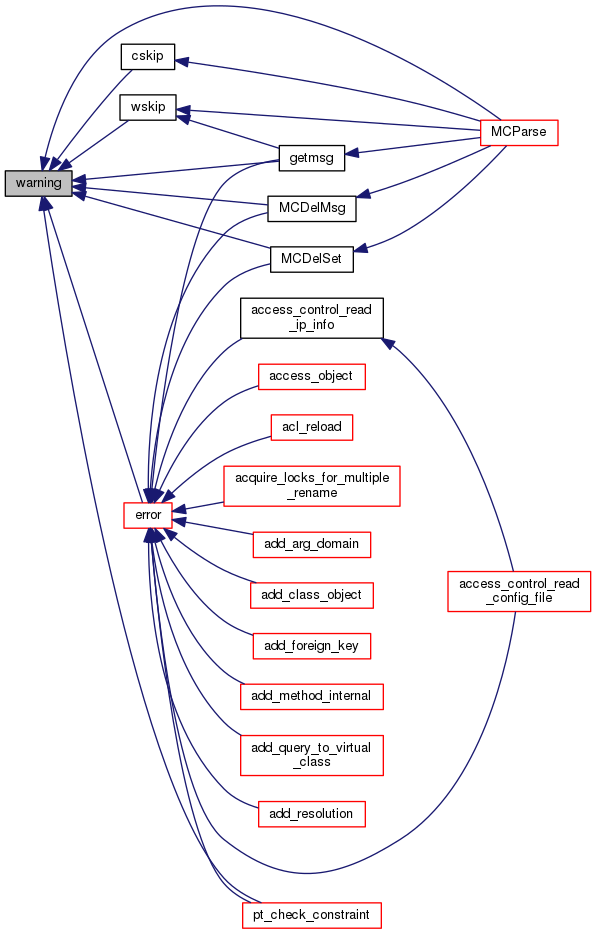 cskip
wskip
MCParse
getmsg
warning
MCDelMsg
MCDelSet
access_control_read
_ip_info
access_object
acl_reload
acquire_locks_for_multiple
_rename
error
add_arg_domain
access_control_read
_config_file
add_class_object
add_foreign_key
add_method_internal
add_query_to_virtual
_class
add_resolution
pt_check_constraint